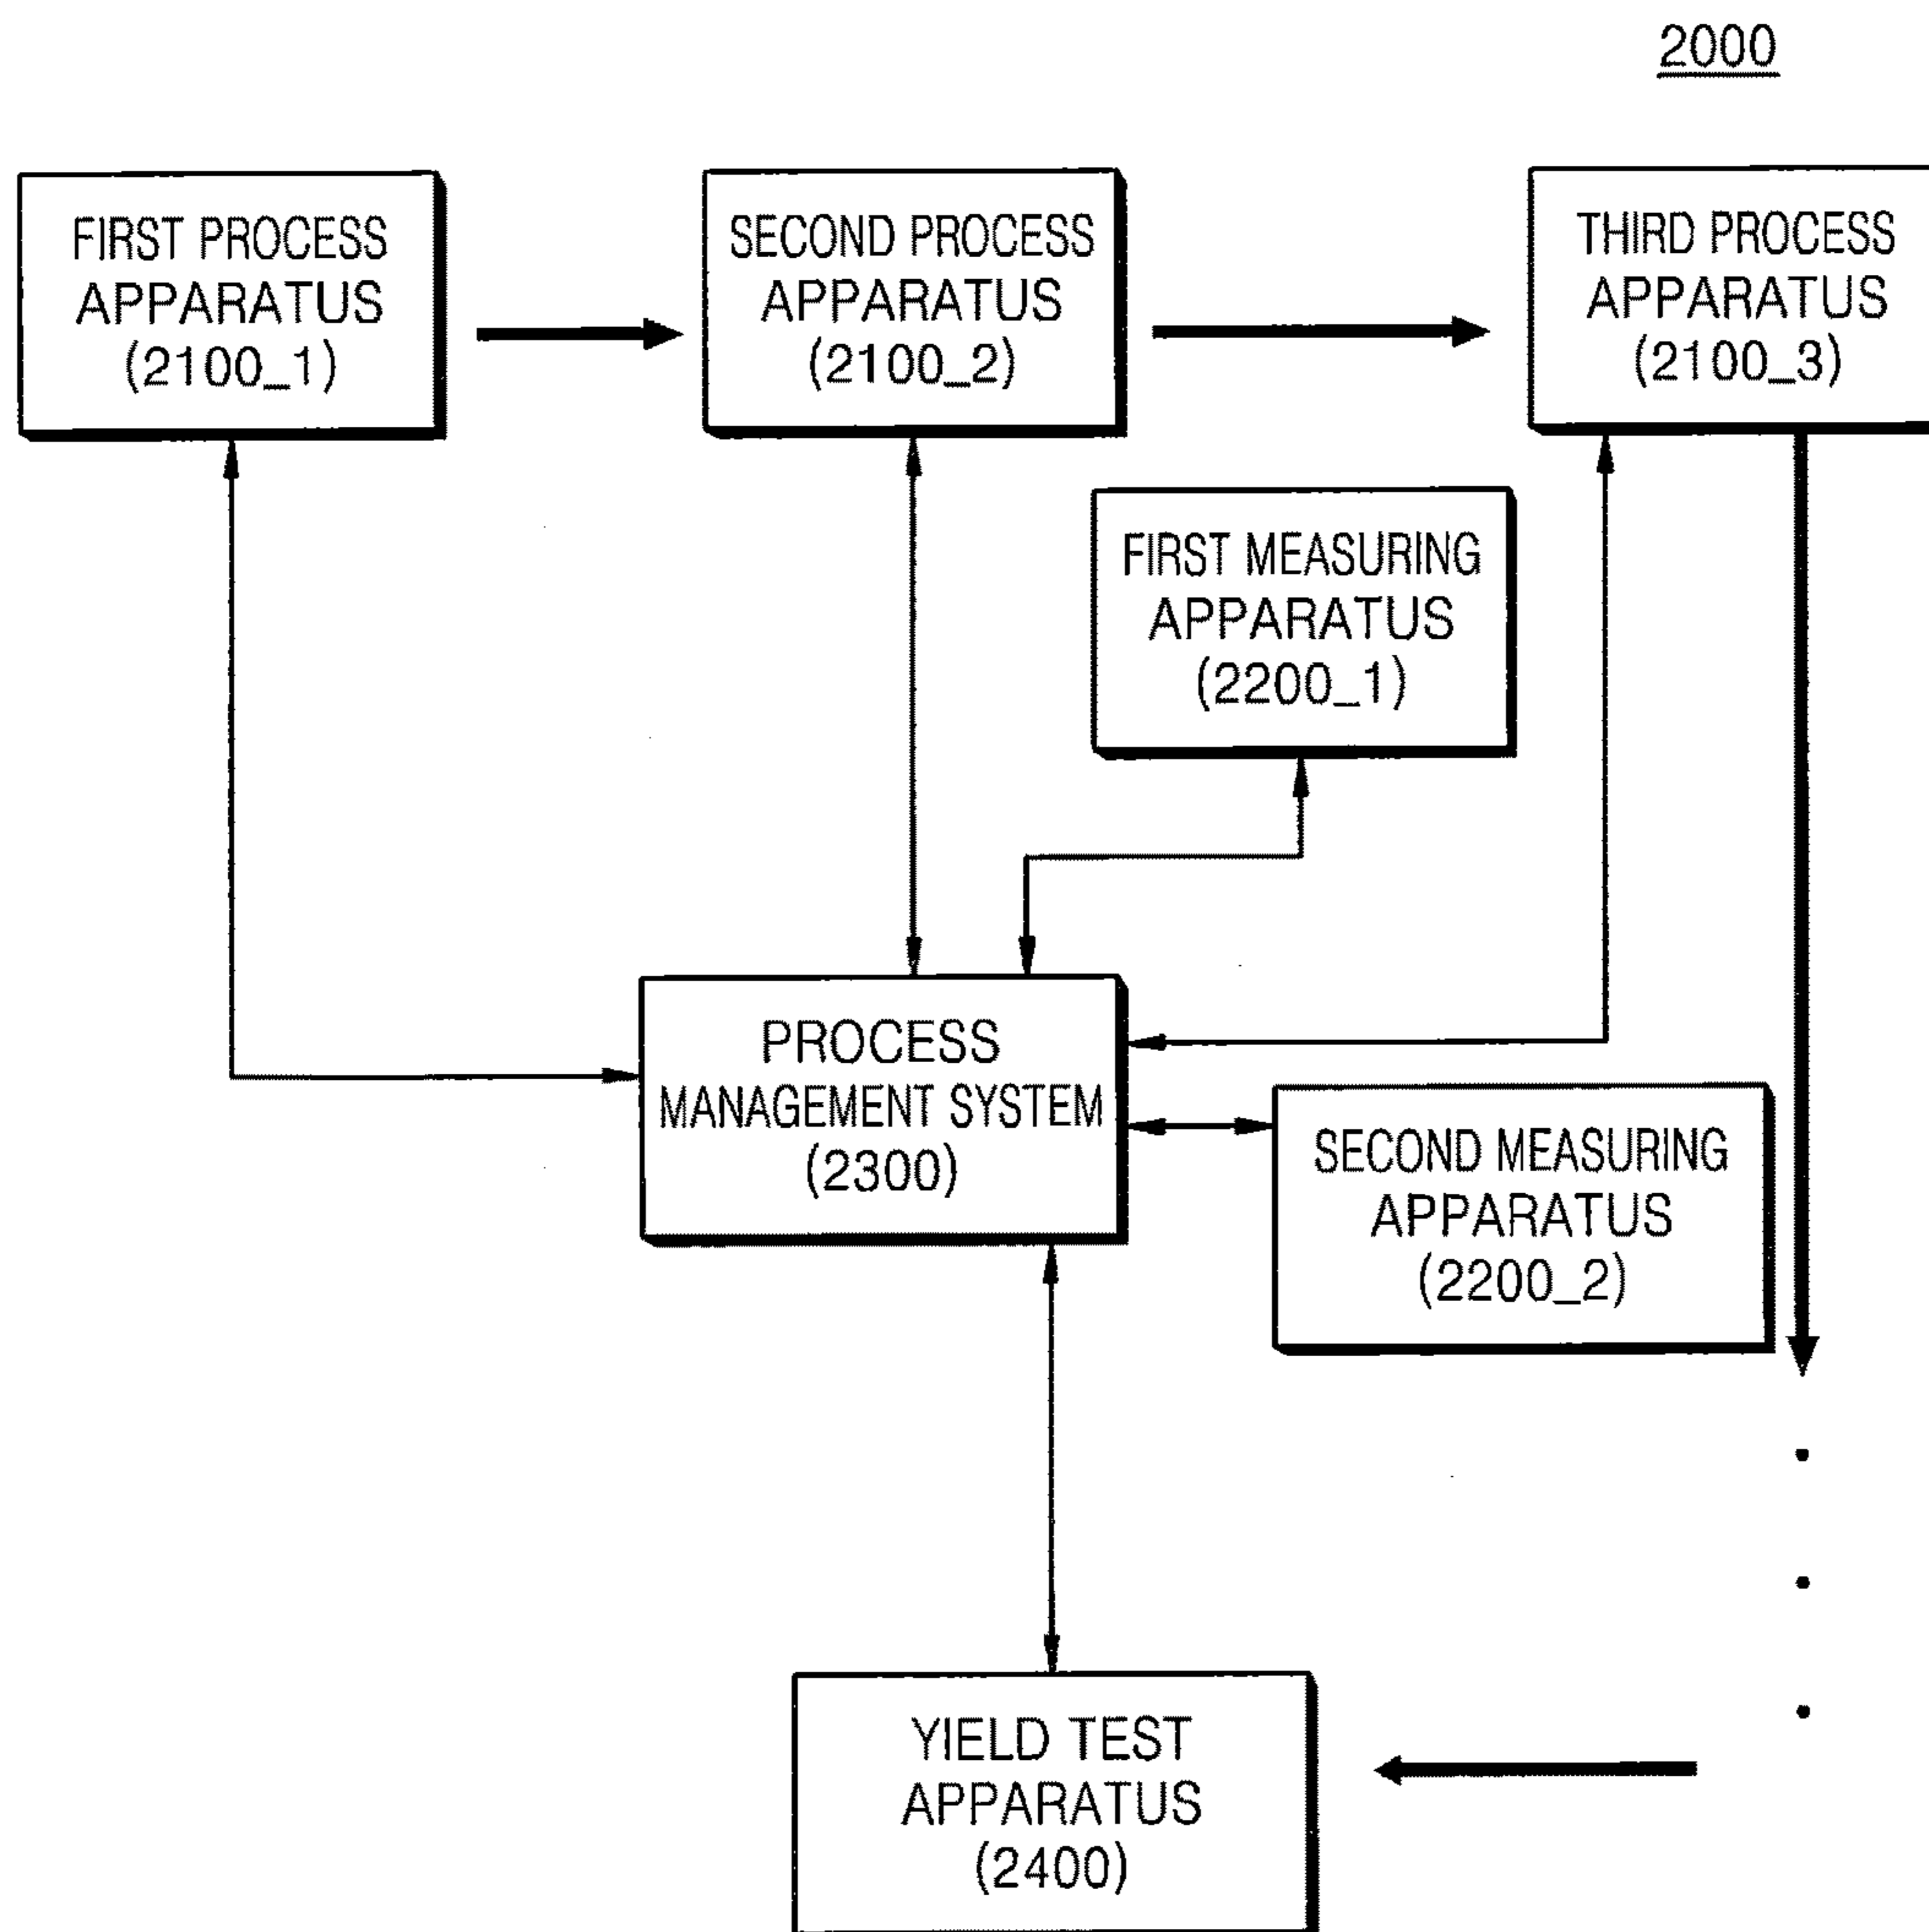 2000
FIRST PROCESS
APPARATUS
(2100_1)
SECOND PROCESS
APPARATUS
(2100_2)
THIRD PROCESS
APPARATUS
(2100_3)
FIRST MEASURING
APPARATUS
(2200_1)
PROCESS
MANAGEMENT SYSTEM
(2300)
SECOND MEASURING
APPARATUS
(2200_2)
YIELD TEST
APPARATUS
(2400)